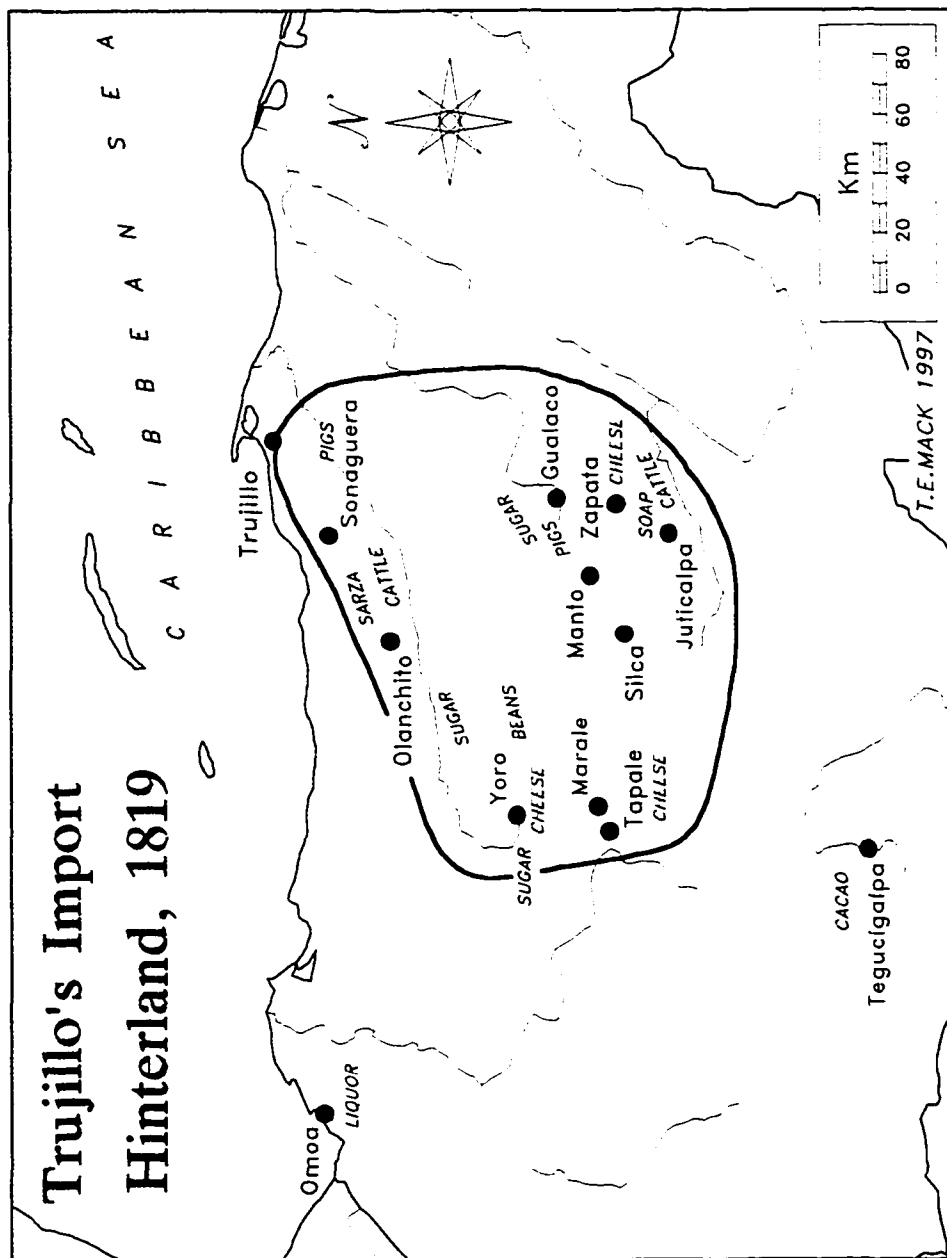 Trujillo's Import
Hinterland, 1819
CARIBBEAN SEA
N
Trujillo
PIGS
Sonaguera
SARZA
CATTLE
Olanchito
SUGAR
Omoa
LIQUOR
Yoro
BEANS
CHEESE
SUGAR
SUGAR
PIGS
Gualaco
Manto
Zapata
CHEESE
Marale
Silca
SOAP
CATTLE
Tapale
CHEESE
Juticalpa
CACAO
Tegucigalpa
Km
0 20 40 60 80
T.E.MACK 1997